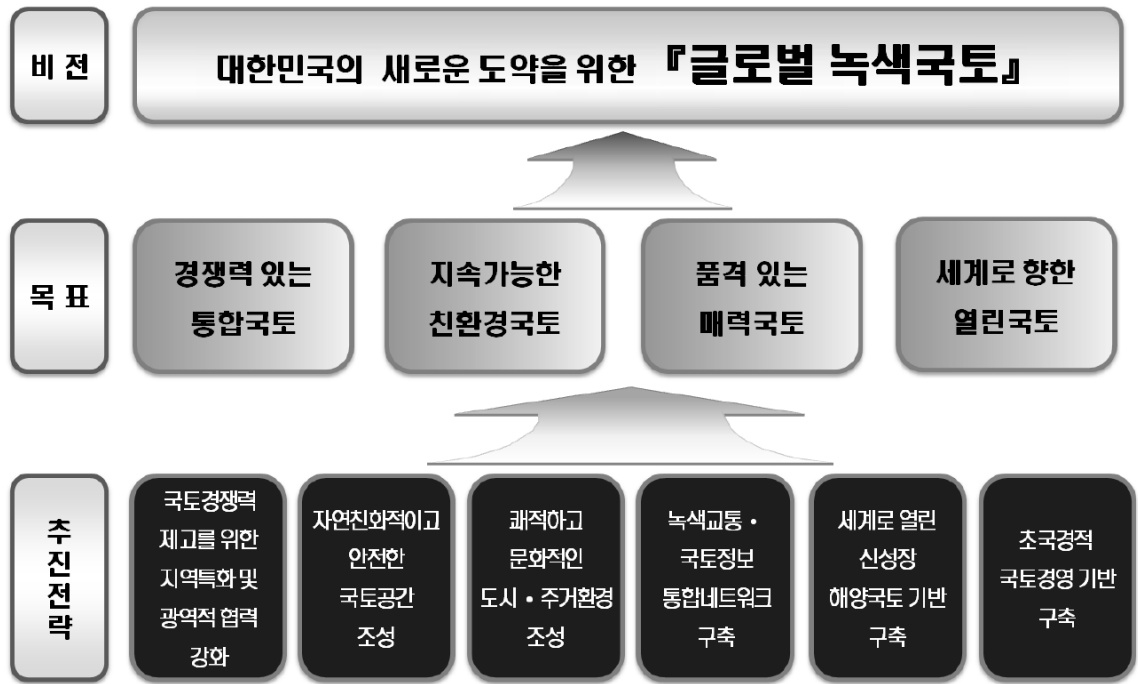 비 전
대한민국의 새로운 도약을 위한 『글로벌 녹색국토』
목 표
경쟁력 있는
통합국토
지속가능한
친환경국토
품격 있는
매력국토
세계로 향한
열린국토
추
진
전
략
국토경쟁력
제고를 위한
지역특화 및
광역적 협력
강화
자연친화적이고
안전한
국토공간
조성
쾌적하고
문화적인
도시 • 주거환경
조성
녹색교통 •
국토정보
통합네트워크
구축
세계로 열린
신성장
해양국토 기반
구축
초국경적
국토경영 기반
구축